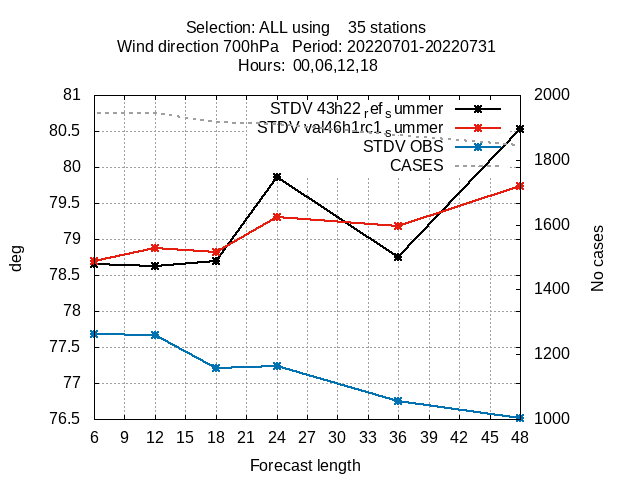 Selection: ALL using    35 stations
Wind direction 700hPa   Period: 20220701-20220731
Hours:  00,06,12,18
81
80.5
80
79.5
79
78.5
78
77.5
77
76.5
deg
2000
1800
1600
1400
1200
1000
No cases
STDV 43h22ref summer
STDV OBS
CASES
6 9 12 15 18 21 24 27 30 33 36 39 42 45 48
Forecast length